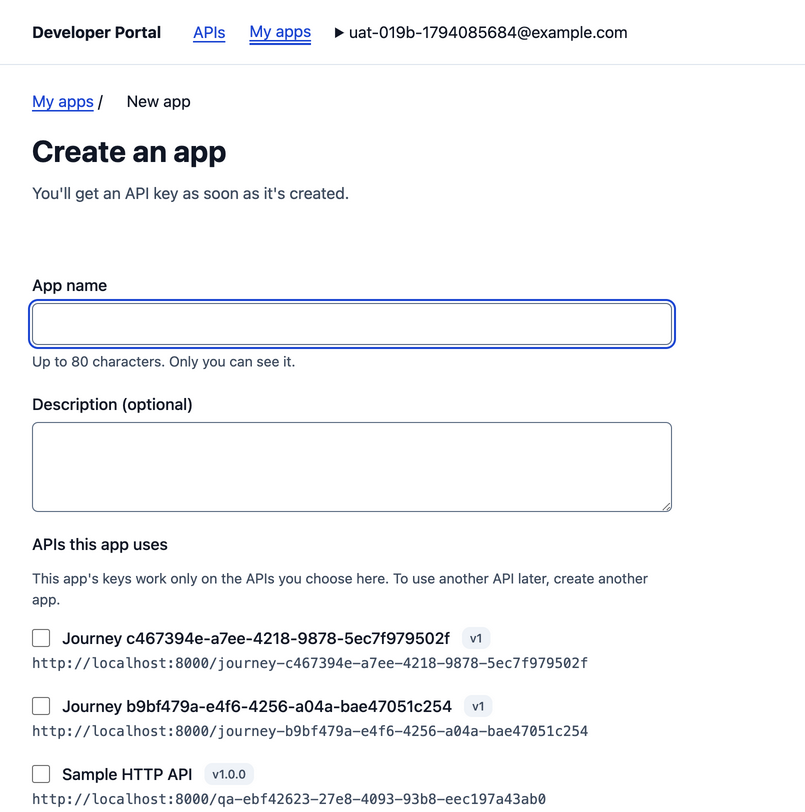 Developer Portal APIs My apps ▶ uat-019b-1794085684@example.com
My apps / New app
Create an app
You'll get an API key as soon as it's created.
App name
Up to 80 characters. Only you can see it.
Description (optional)
APIs this app uses
This app's keys work only on the APIs you choose here. To use another API later, create another
app.
Journey c467394e-a7ee-4218-9878-5ec7f979502f v1
http://localhost:8000/journey-c467394e-a7ee-4218-9878-5ec7f979502f
Journey b9bf479a-e4f6-4256-a04a-bae47051c254 v1
http://localhost:8000/journey-b9bf479a-e4f6-4256-a04a-bae47051c254
Sample HTTP API v1.0.0
http://localhost:8000/qa-ebf42623-27e8-4093-93b8-eec197a43ab0